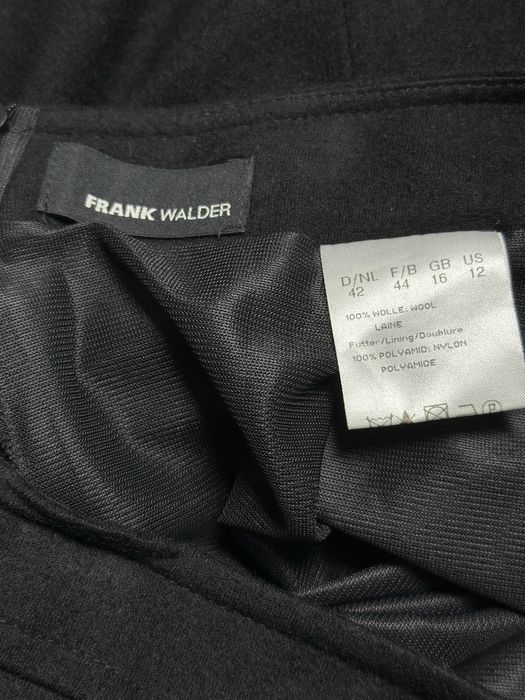 FRANK WALDER
D/NL F/B GB US
42 44 16 12
100% WOLLE: WOOL
LAINE
Futter/Lining/Doublure
100% POLYAMID: NYLON
POLYAMIDE